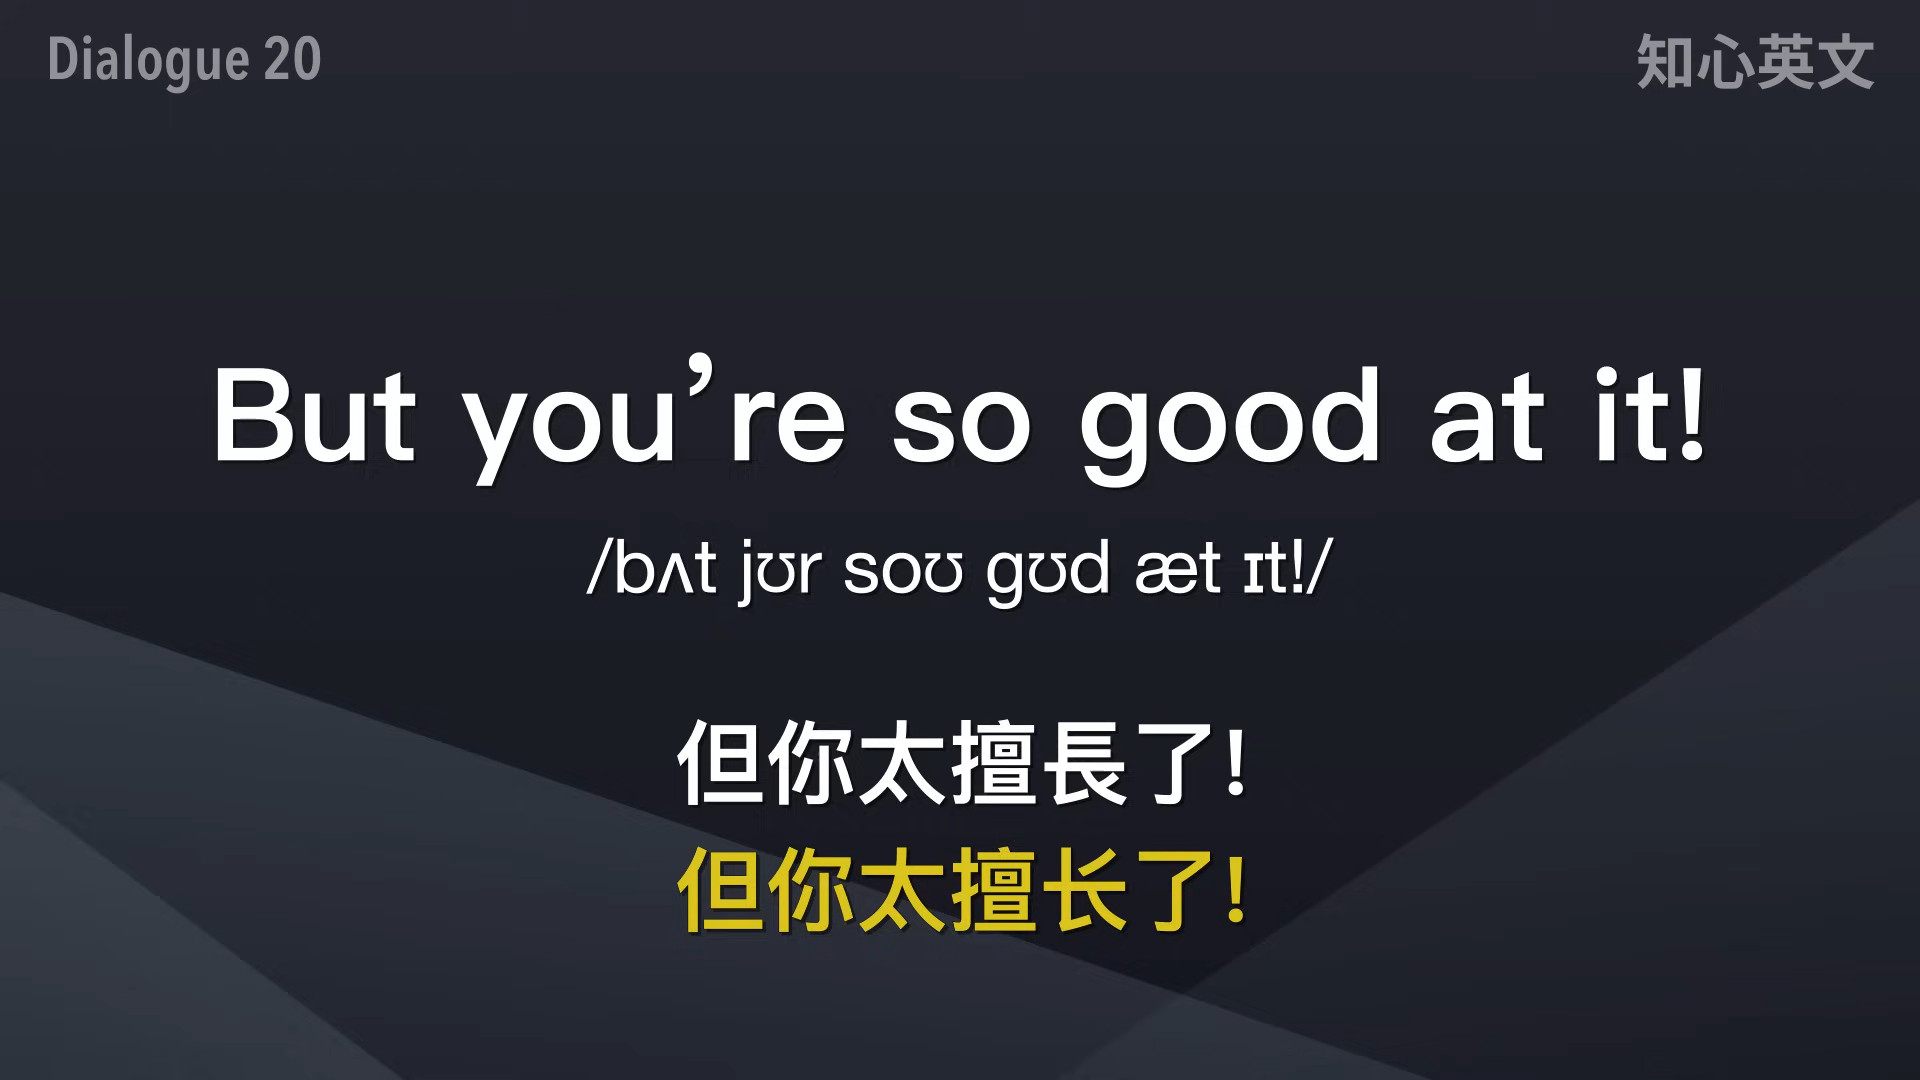 Dialogue 20
知心英文
But you’re so good at it!
/bʌt jʊr soʊ gʊd æt ɪt!/
但你太擅長了!
但你太擅长了!